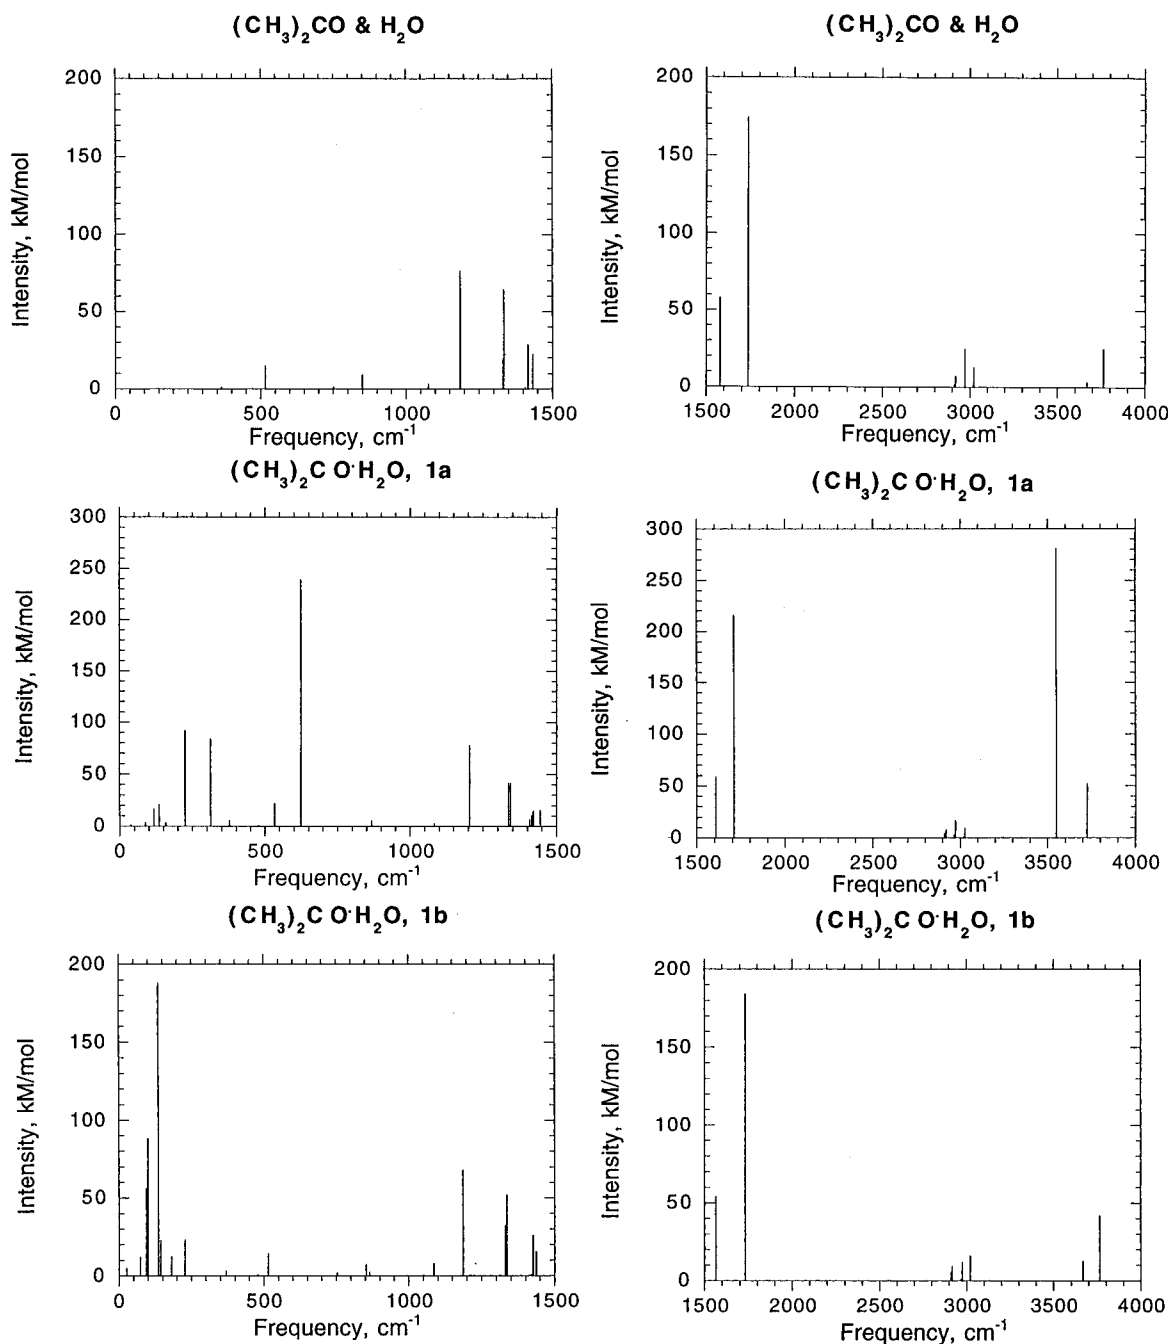 (CH3)2CO & H2O
200
150
100
50
0
0 500 1000 1500
Intensity, kM/mol
Frequency, cm-1
(CH3)2CO & H2O
200
150
100
50
0
1500 2000 2500 3000 3500 4000
Intensity, kM/mol
Frequency, cm-1
(CH3)2C O·H2O, 1a
300
250
200
150
100
50
0
0 500 1000 1500
Intensity, kM/mol
Frequency, cm-1
(CH3)2C O·H2O, 1a
300
250
200
150
100
50
0
1500 2000 2500 3000 3500 4000
Intensity, kM/mol
Frequency, cm-1
(CH3)2C O·H2O, 1b
200
150
100
50
0
0 500 1000 1500
Intensity, kM/mol
Frequency, cm-1
(CH3)2C O·H2O, 1b
200
150
100
50
0
1500 2000 2500 3000 3500 4000
Intensity, kM/mol
Frequency, cm-1